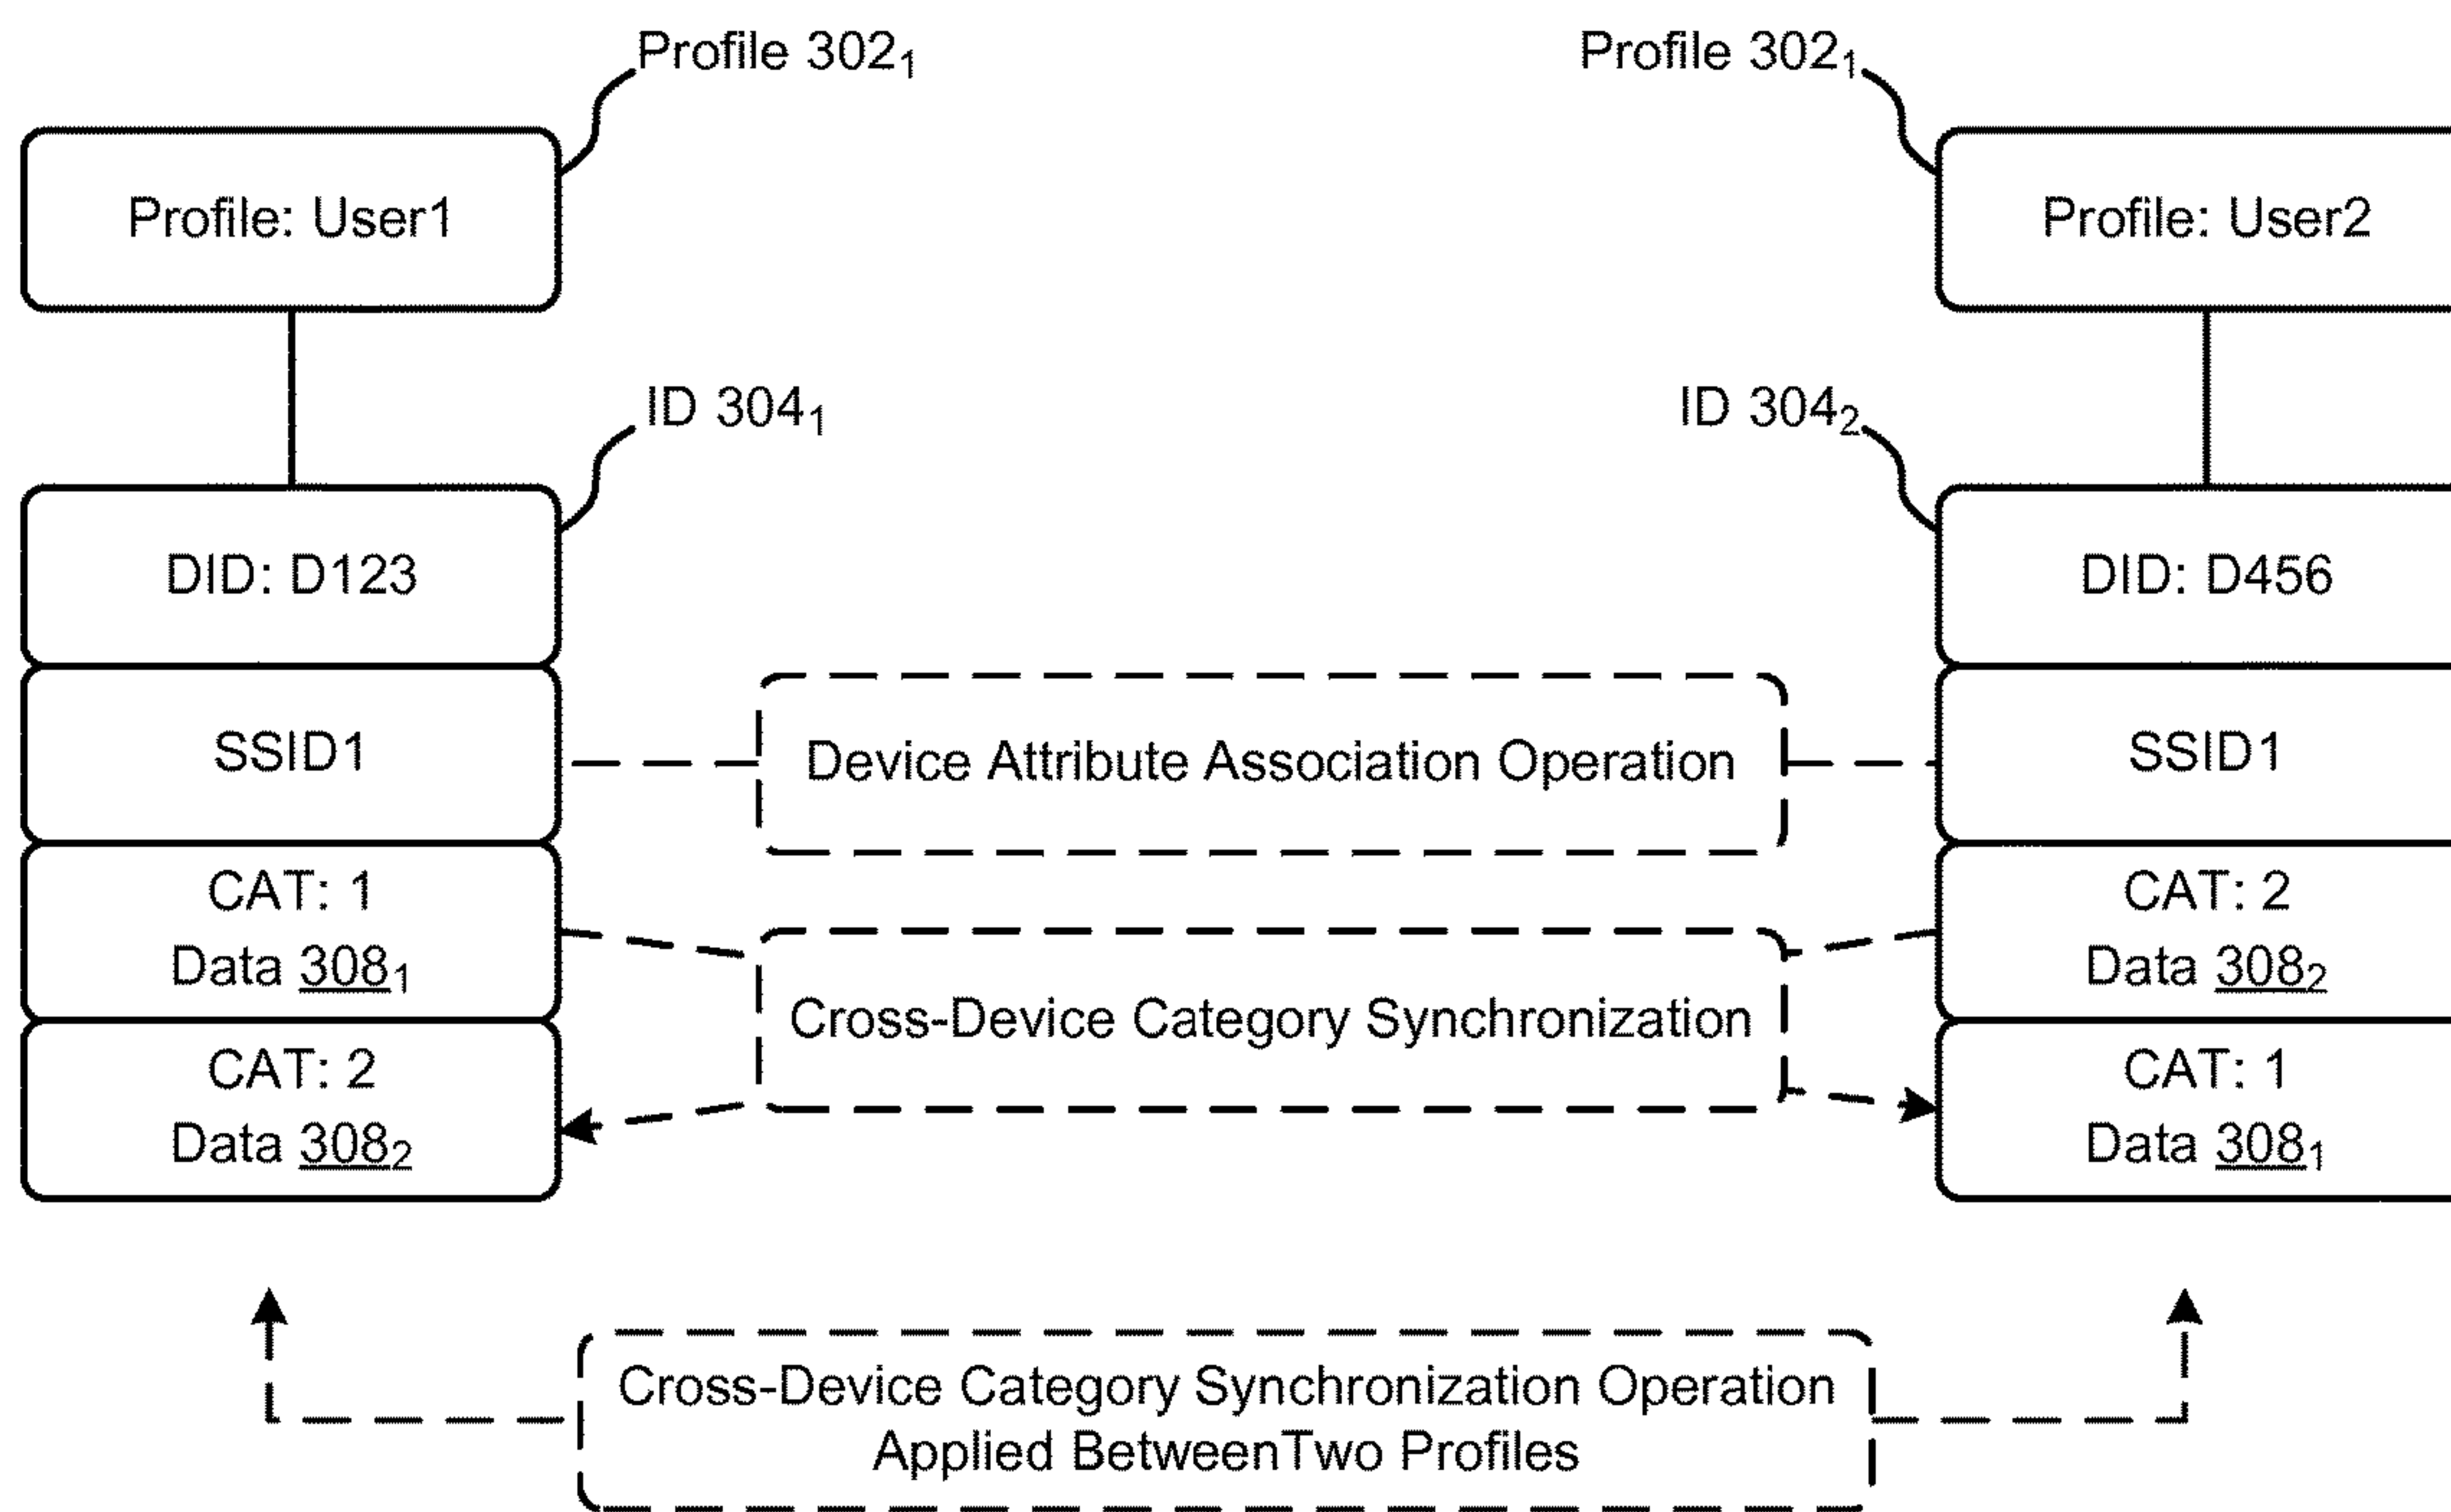 Profile 302₁
Profile 302₁
Profile: User1
Profile: User2
ID 304₁
ID 304₂
DID: D123
DID: D456
SSID1
Device Attribute Association Operation
SSID1
CAT: 1
Data 308₁
CAT: 2
Data 308₂
Cross-Device Category Synchronization
CAT: 2
Data 308₂
CAT: 1
Data 308₁
Cross-Device Category Synchronization Operation
Applied BetweenTwo Profiles